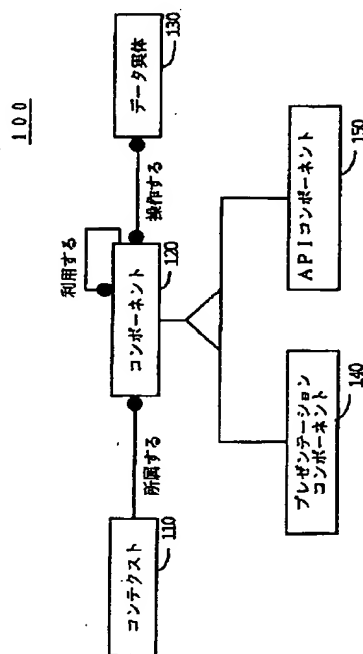 100
コンテクスト
110
所属する
利用する
コンポーネント
120
操作する
データ実体
130
プレゼンテーション
コンポーネント
140
APIコンポーネント
150